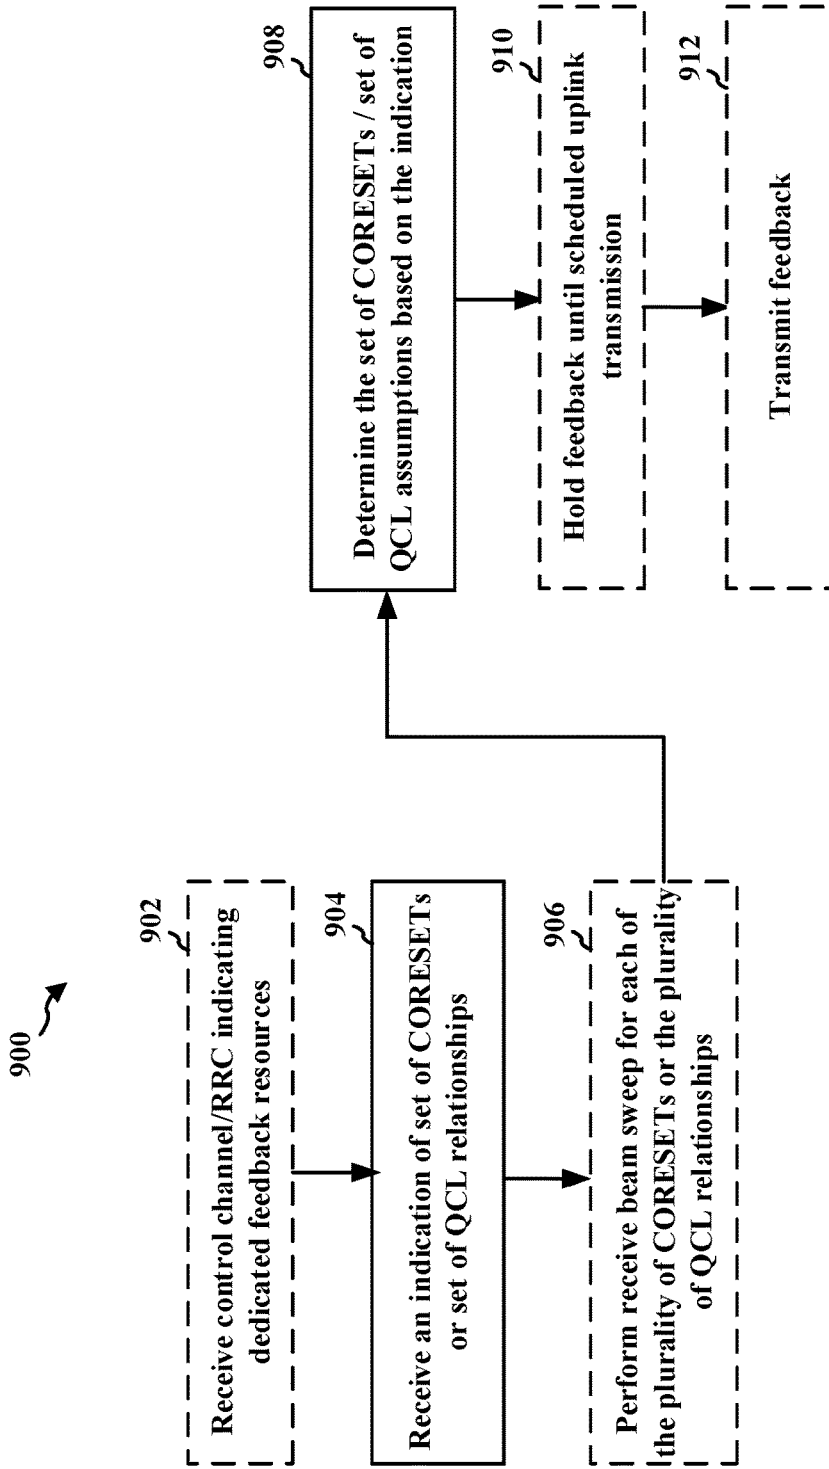 900
902
Receive control channel/RRC indicating
dedicated feedback resources
904
Receive an indication of set of CORESETs
or set of QCL relationships
906
Perform receive beam sweep for each of
the plurality of CORESETs or the plurality
of QCL relationships
908
Determine the set of CORESETs / set of
QCL assumptions based on the indication
910
Hold feedback until scheduled uplink
transmission
912
Transmit feedback